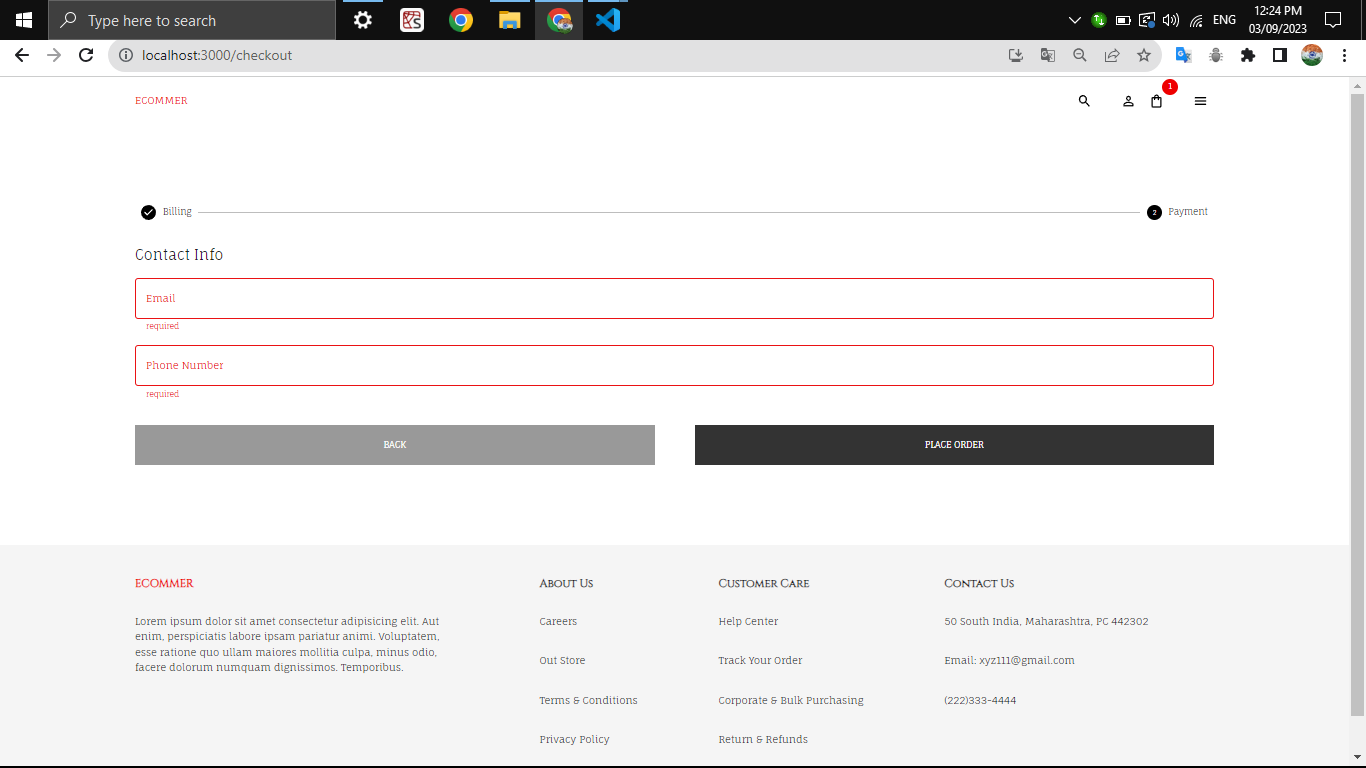 Type here to search
ENG
12:24 PM
03/09/2023
localhost:3000/checkout
ECOMMER
1
Billing
2
Payment
Contact Info
Email
required
Phone Number
required
BACK
PLACE ORDER
ECOMMER
Lorem ipsum dolor sit amet consectetur adipisicing elit. Aut
enim, perspiciatis labore ipsam pariatur animi. Voluptatem,
esse ratione quo ullam maiores mollitia culpa, minus odio,
facere dolorum numquam dignissimos. Temporibus.
About Us
Careers
Out Store
Terms & Conditions
Privacy Policy
Customer Care
Help Center
Track Your Order
Corporate & Bulk Purchasing
Return & Refunds
Contact Us
50 South India, Maharashtra, PC 442302
Email: xyz111@gmail.com
(222)333-4444